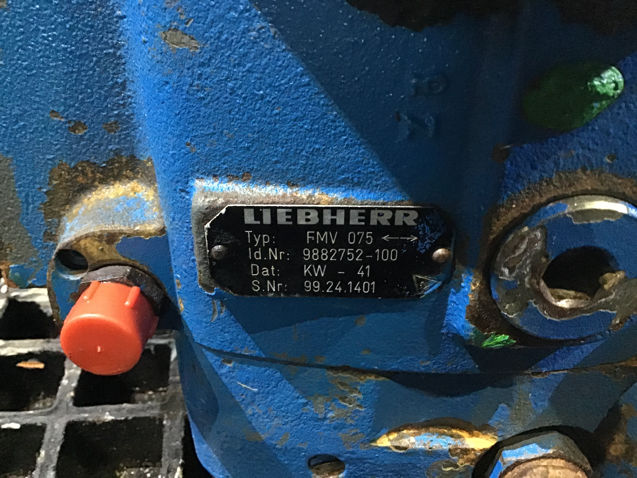 LIEBHERR
Typ: FMV 075 ⟷
Id.Nr: 9882752-100
Dat: KW - 41
S.Nr: 99.24.1401